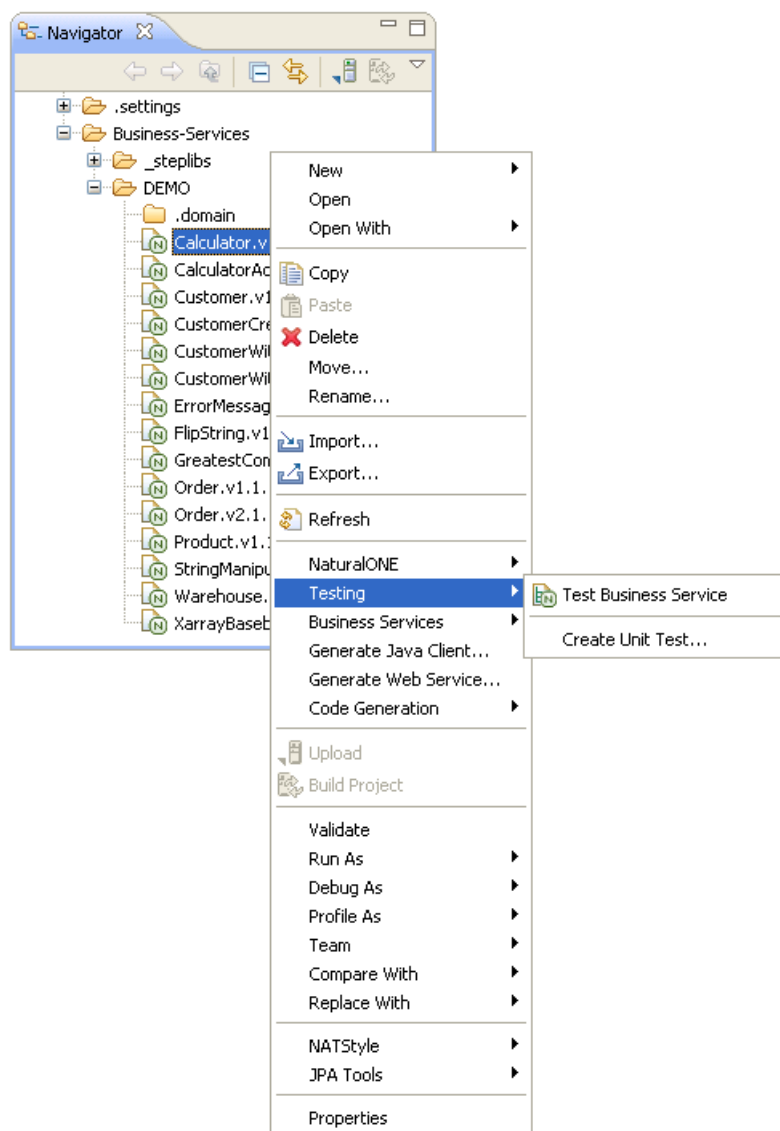 Navigator
.settings
Business-Services
_steplibs
DEMO
.domain
Calculator.v
CalculatorAc
Customer.v1
CustomerCre
CustomerWi
CustomerWi
ErrorMessag
FlipString.v1
GreatestCon
Order.v1.1.
Order.v2.1.
Product.v1.
StringManipu
Warehouse.
XarrayBaseb
New
Open
Open With
Copy
Paste
Delete
Move...
Rename...
Import...
Export...
Refresh
NaturalONE
Testing
Business Services
Generate Java Client...
Generate Web Service...
Code Generation
Upload
Build Project
Validate
Run As
Debug As
Profile As
Team
Compare With
Replace With
NATStyle
JPA Tools
Properties
Test Business Service
Create Unit Test...